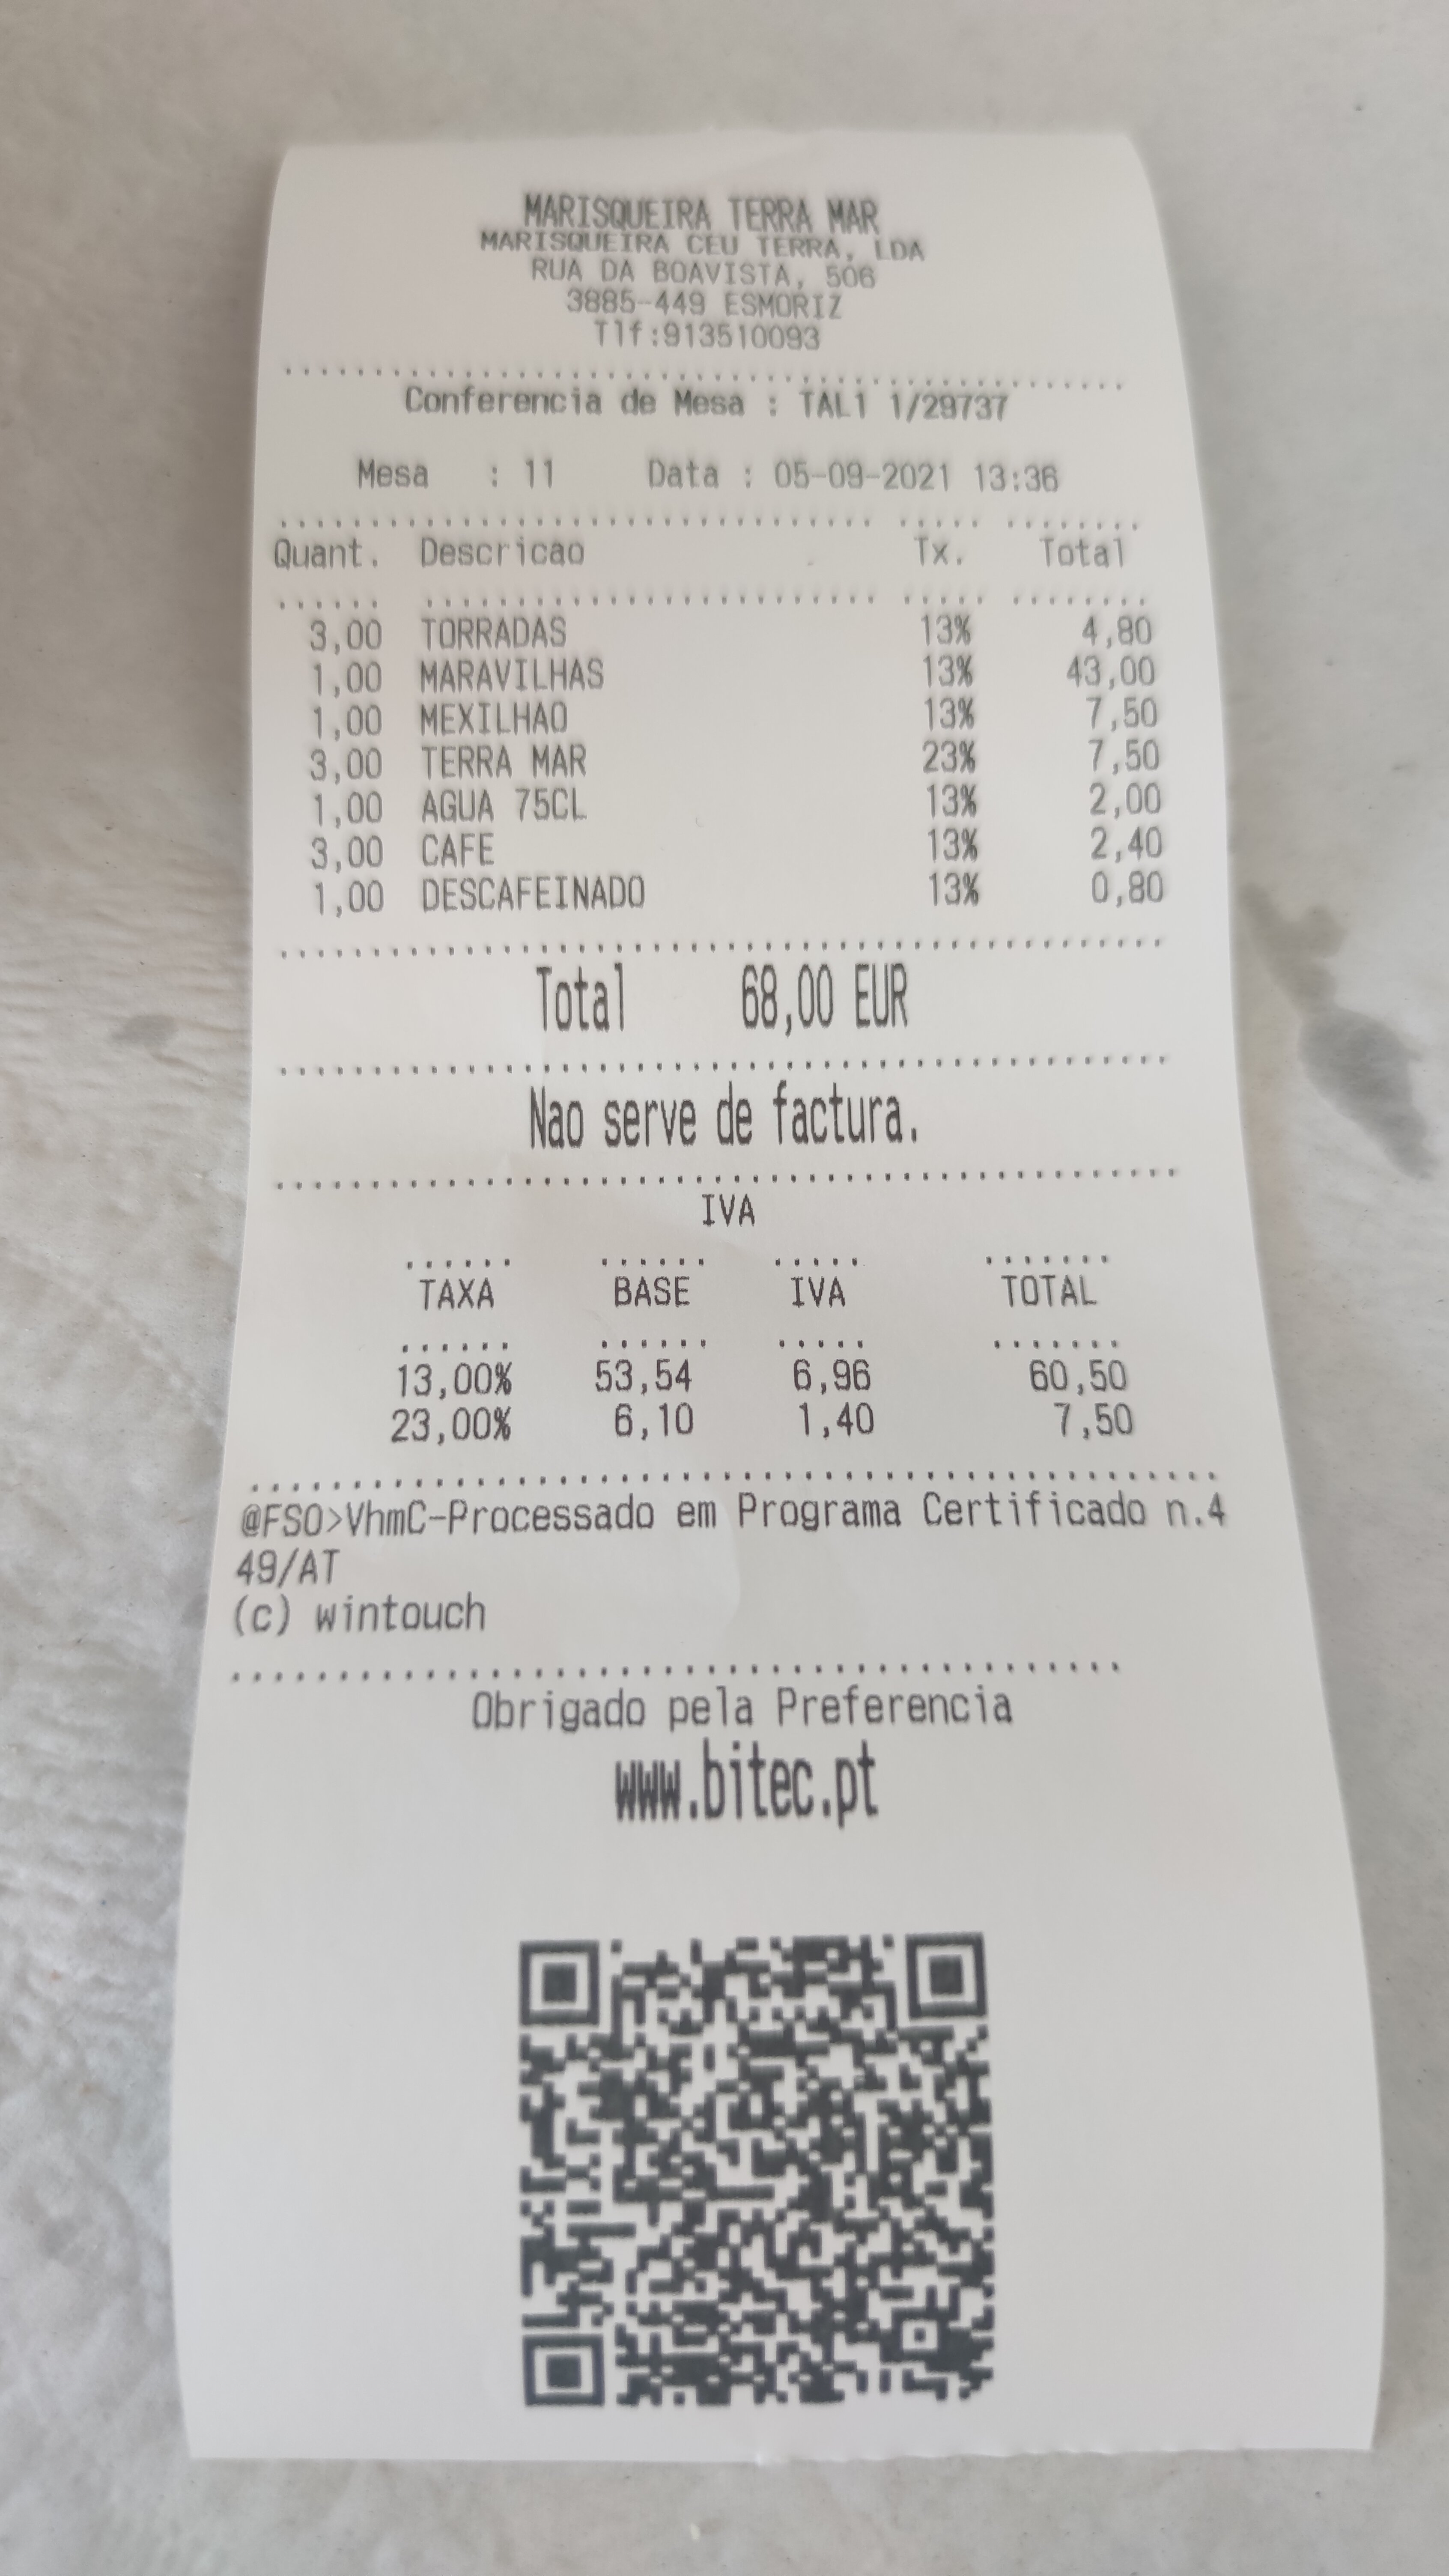 MARISQUEIRA TERRA MAR
MARISQUEIRA CEU TERRA, LDA
RUA DA BOAVISTA, 506
3885-449 ESMORIZ
Tlf:913510093
Conferencia de Mesa : TAL1 1/29737
Mesa : 11 Data : 05-09-2021 13:36
Quant. Descricao Tx. Total
3,00 TORRADAS 13% 4,80
1,00 MARAVILHAS 13% 43,00
1,00 MEXILHAO 13% 7,50
3,00 TERRA MAR 23% 7,50
1,00 AGUA 75CL 13% 2,00
3,00 CAFE 13% 2,40
1,00 DESCAFEINADO 13% 0,80
Total 68,00 EUR
Nao serve de factura.
IVA
TAXA BASE IVA TOTAL
13,00% 53,54 6,96 60,50
23,00% 6,10 1,40 7,50
@FSO>VhmC-Processado em Programa Certificado n.4
49/AT
(c) wintouch
Obrigado pela Preferencia
www.bitec.pt